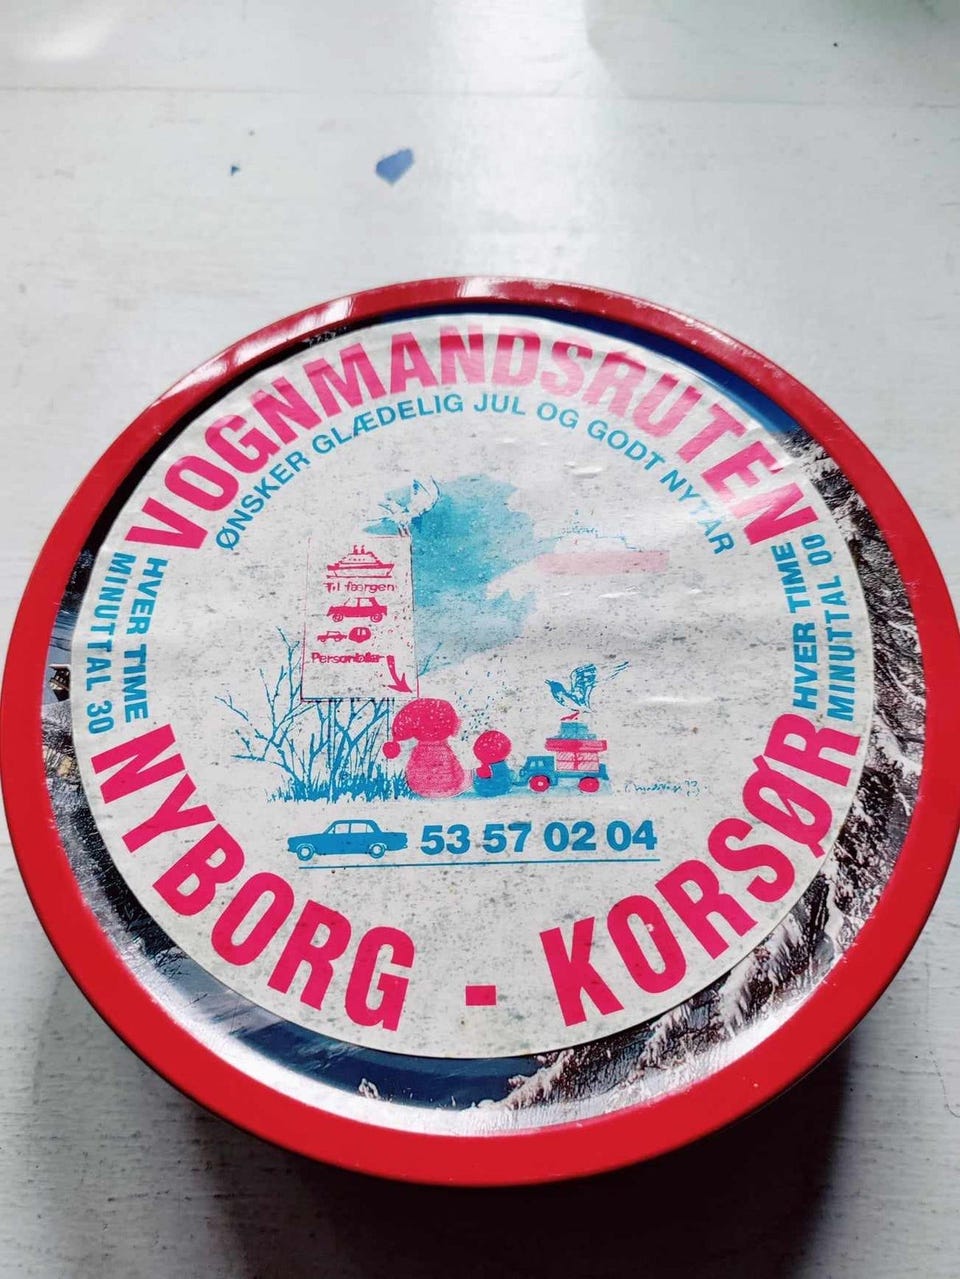 VOGNMANDSRUTEN
ØNSKER GLÆDELIG JUL OG GODT NYTÅR
HVER TIME
MINUTTAL 30
HVER TIME
MINUTTAL 00
Til færgen
Personbiler
53 57 02 04
NYBORG - KORSØR